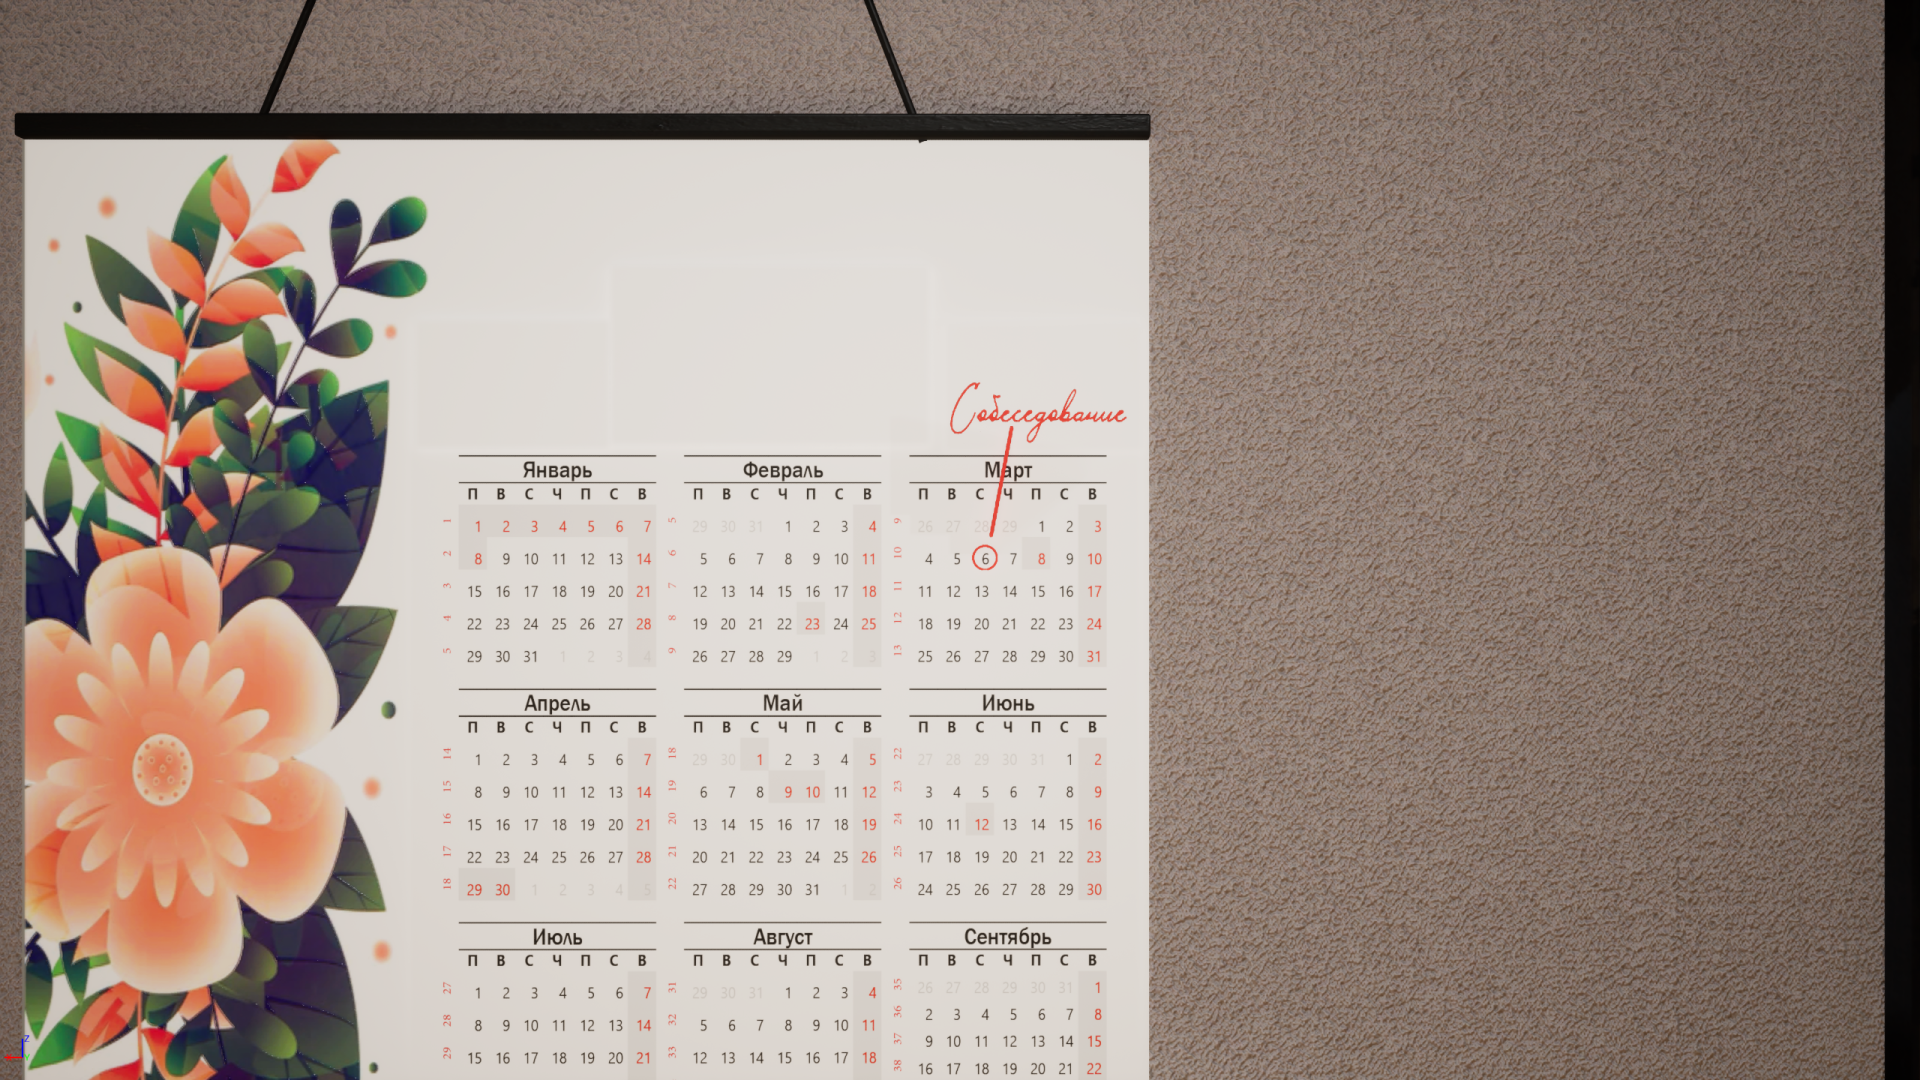 Собеседование
Январь
П В С Ч П С В
1 1 2 3 4 5 6 7
2 8 9 10 11 12 13 14
3 15 16 17 18 19 20 21
4 22 23 24 25 26 27 28
5 29 30 31 1 2 3 4
Февраль
П В С Ч П С В
5 29 30 31 1 2 3 4
6 5 6 7 8 9 10 11
7 12 13 14 15 16 17 18
8 19 20 21 22 23 24 25
9 26 27 28 29 1 2 3
Март
П В С Ч П С В
9 26 27 28 29 1 2 3
10 4 5 6 7 8 9 10
11 11 12 13 14 15 16 17
12 18 19 20 21 22 23 24
13 25 26 27 28 29 30 31
Апрель
П В С Ч П С В
14 1 2 3 4 5 6 7
15 8 9 10 11 12 13 14
16 15 16 17 18 19 20 21
17 22 23 24 25 26 27 28
18 29 30 1 2 3 4 5
Май
П В С Ч П С В
18 29 30 1 2 3 4 5
19 6 7 8 9 10 11 12
20 13 14 15 16 17 18 19
21 20 21 22 23 24 25 26
22 27 28 29 30 31 1 2
Июнь
П В С Ч П С В
22 27 28 29 30 31 1 2
23 3 4 5 6 7 8 9
24 10 11 12 13 14 15 16
25 17 18 19 20 21 22 23
26 24 25 26 27 28 29 30
Июль
П В С Ч П С В
27 1 2 3 4 5 6 7
28 8 9 10 11 12 13 14
29 15 16 17 18 19 20 21
Август
П В С Ч П С В
31 29 30 31 1 2 3 4
32 5 6 7 8 9 10 11
33 12 13 14 15 16 17 18
Сентябрь
П В С Ч П С В
35 26 27 28 29 30 31 1
36 2 3 4 5 6 7 8
37 9 10 11 12 13 14 15
38 16 17 18 19 20 21 22